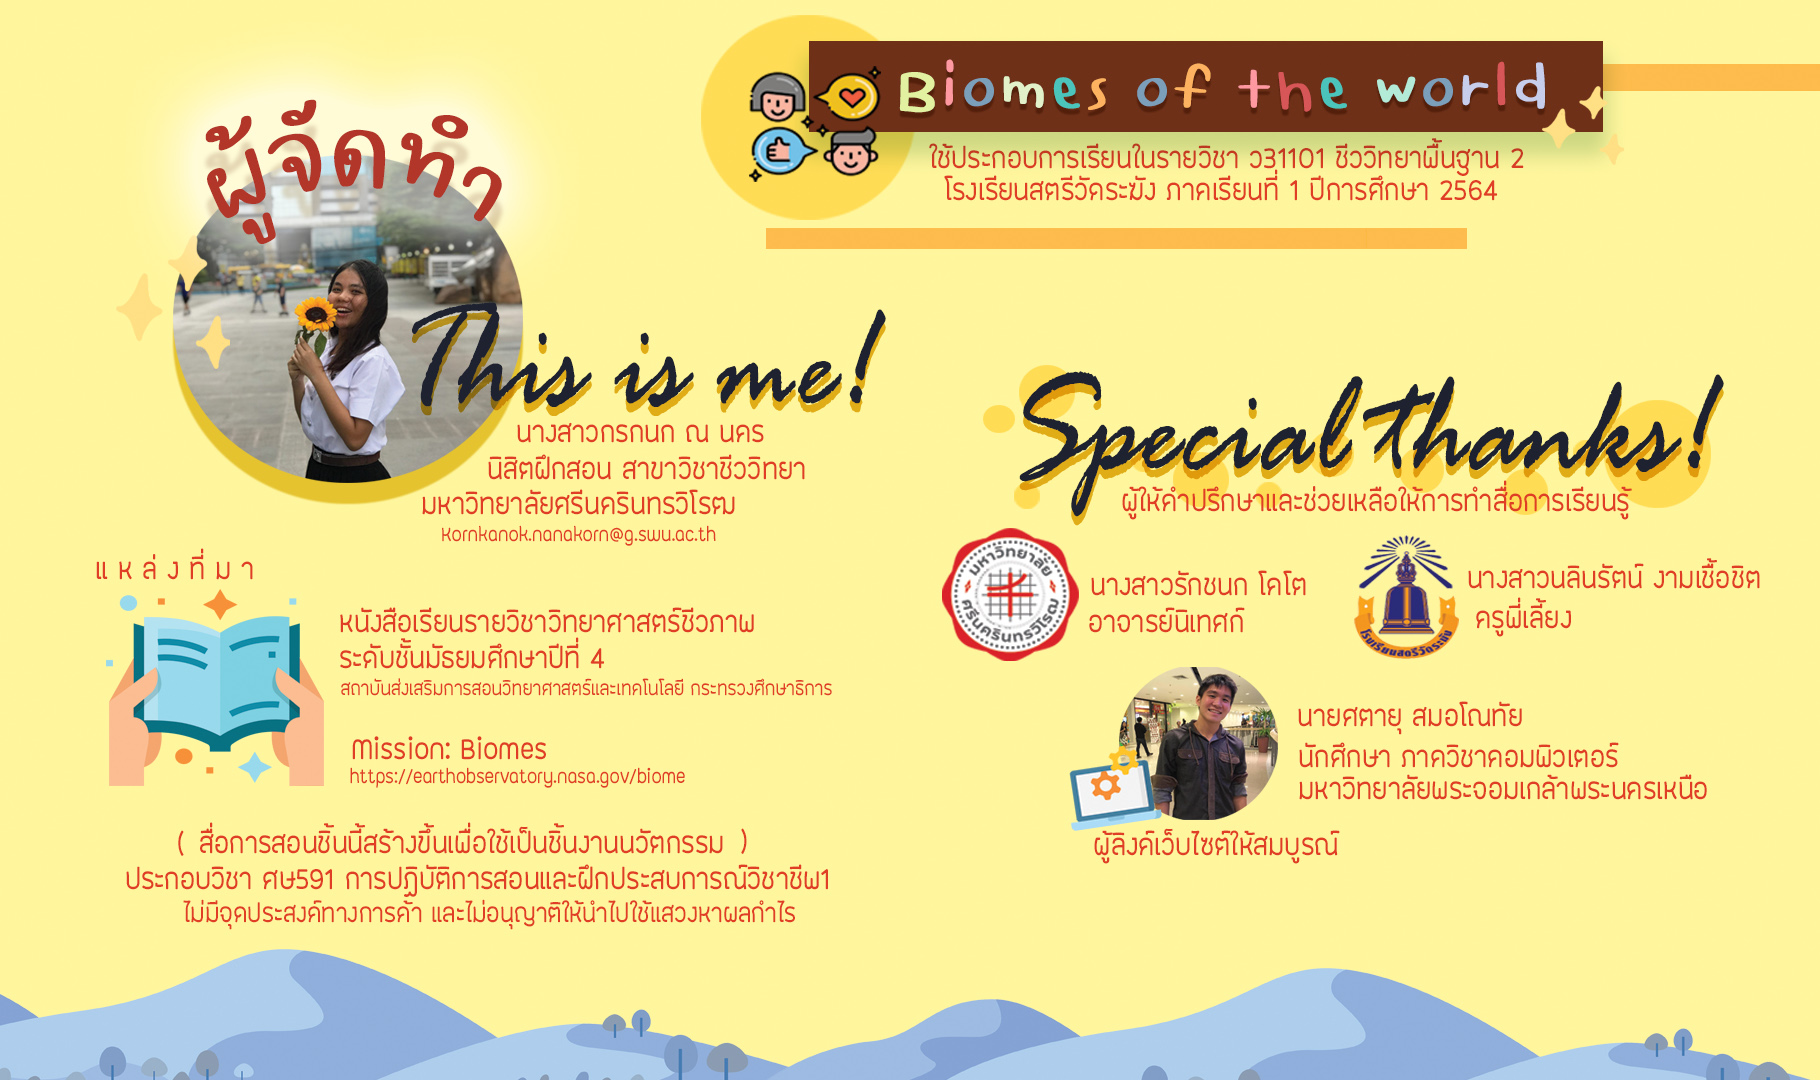 Biomes of the world
ใช้ประกอบการเรียนในรายวิชา ว31101 ชีววิทยาพื้นฐาน 2
โรงเรียนสตรีวัดระฆัง ภาคเรียนที่ 1 ปีการศึกษา 2564
ผู้จัดทำ
This is me!
นางสาวกรกนก ณ นคร
นิสิตฝึกสอน สาขาวิชาชีววิทยา
มหาวิทยาลัยศรีนครินทรวิโรฒ
kornkanok.nanakorn@g.swu.ac.th
แหล่งที่มา
หนังสือเรียนรายวิชาวิทยาศาสตร์ชีวภาพ
ระดับชั้นมัธยมศึกษาปีที่ 4
สถาบันส่งเสริมการสอนวิทยาศาสตร์และเทคโนโลยี กระทรวงศึกษาธิการ
Mission: Biomes
https://earthobservatory.nasa.gov/biome
( สื่อการสอนชิ้นนี้สร้างขึ้นเพื่อใช้เป็นชิ้นงานนวัตกรรม )
ประกอบวิชา ศษ591 การปฏิบัติการสอนและฝึกประสบการณ์วิชาชีพ1
ไม่มีจุดประสงค์ทางการค้า และไม่อนุญาติให้นำไปใช้แสวงหาผลกำไร
Special thanks!
ผู้ให้คำปรึกษาและช่วยเหลือให้การทำสื่อการเรียนรู้
มหาวิทยาลัย
ศรีนครินทรวิโรฒ
นางสาวรักชนก โคโต
อาจารย์นิเทศก์
โรงเรียนสตรีวัดระฆัง
นางสาวนลินรัตน์ งามเชื้อชิต
ครูพี่เลี้ยง
นายศตายุ สมอโณทัย
นักศึกษา ภาควิชาคอมพิวเตอร์
มหาวิทยาลัยพระจอมเกล้าพระนครเหนือ
ผู้ลิงค์เว็บไซต์ให้สมบูรณ์